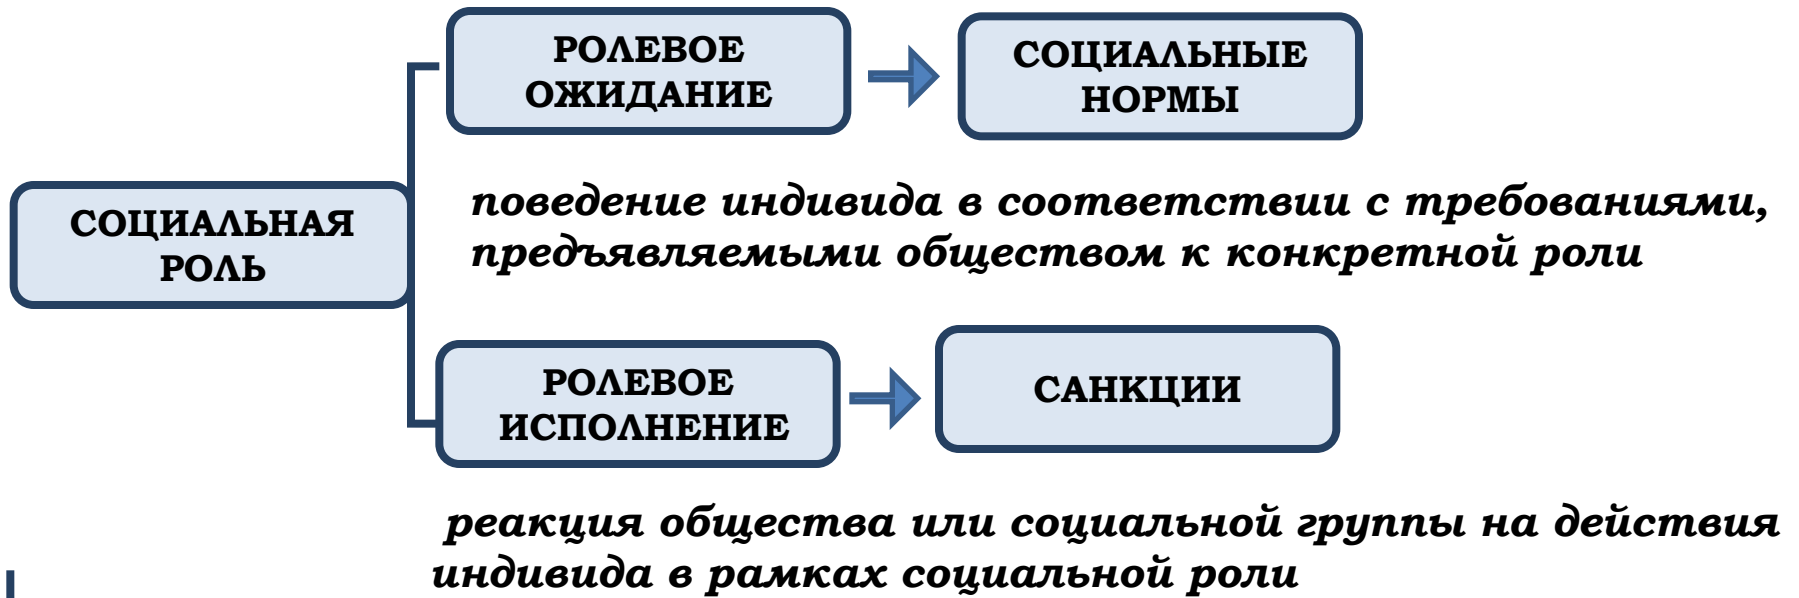 РОЛЕВОЕ
ОЖИДАНИЕ
СОЦИАЛЬНЫЕ
НОРМЫ
СОЦИАЛЬНАЯ
РОЛЬ
поведение индивида в соответствии с требованиями,
предъявляемыми обществом к конкретной роли
РОЛЕВОЕ
ИСПОЛНЕНИЕ
САНКЦИИ
реакция общества или социальной группы на действия
индивида в рамках социальной роли